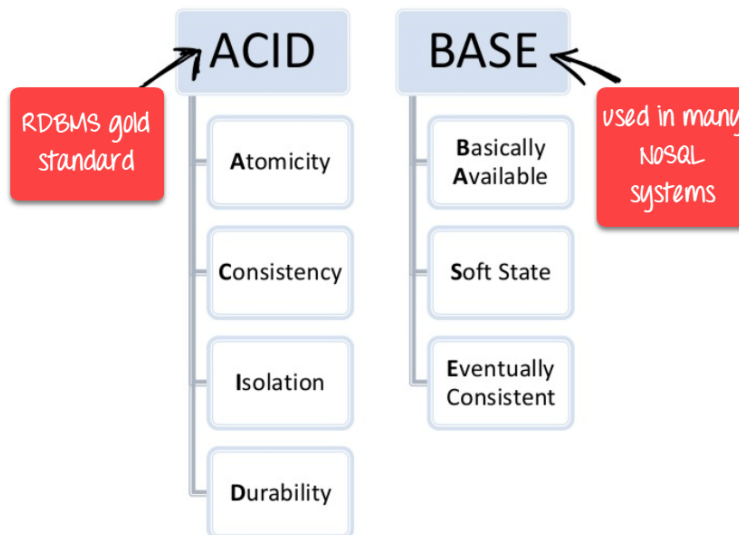 ACID
BASE
RDBMS gold
standard
used in many
NOSQL
systems
Atomicity
Consistency
Isolation
Durability
Basically
Available
Soft State
Eventually
Consistent